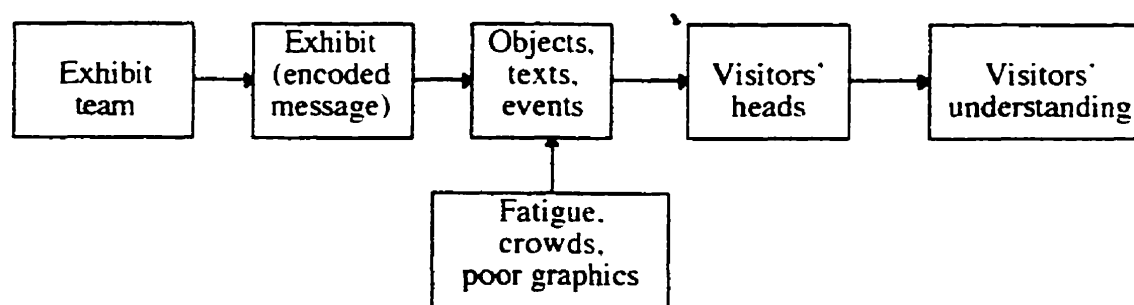 Exhibit
team
Exhibit
(encoded
message)
Objects,
texts,
events
Visitors'
heads
Visitors'
understanding
Fatigue,
crowds,
poor graphics